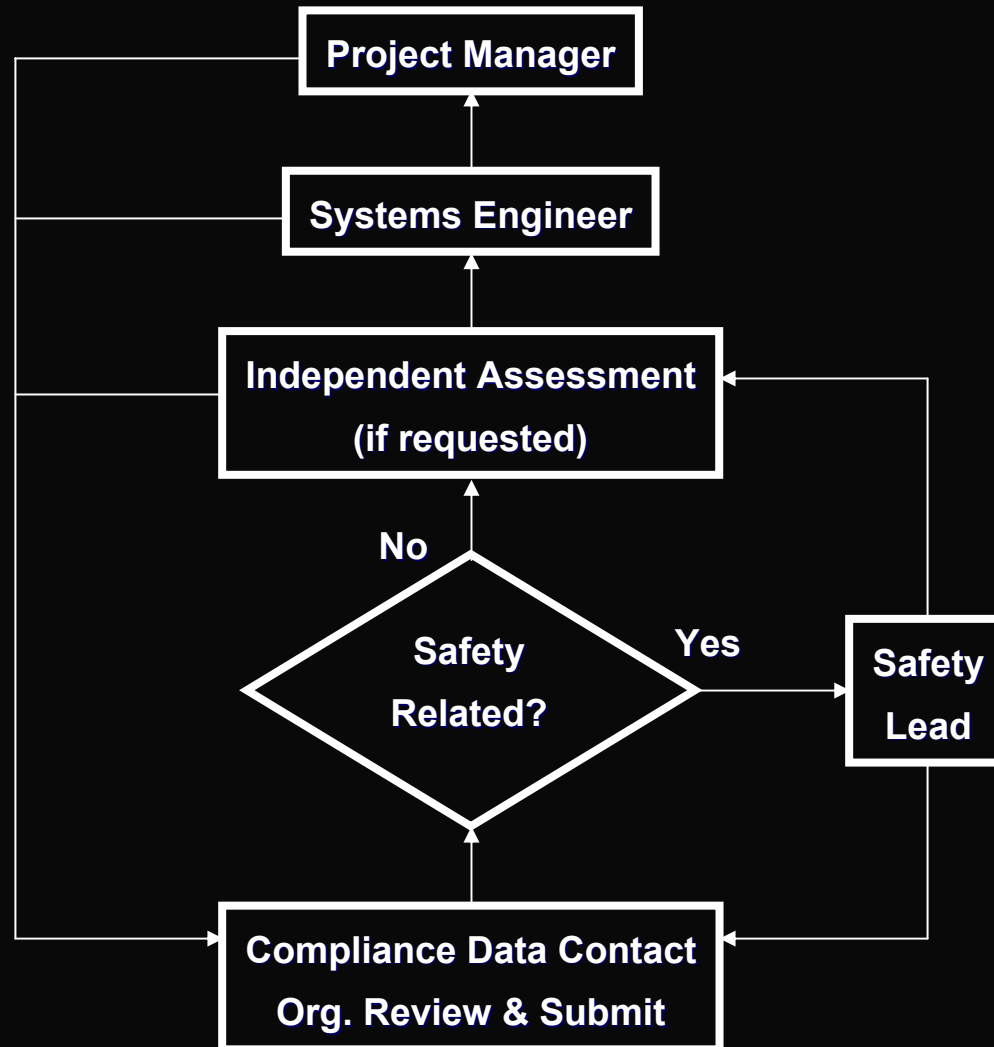 Project Manager
Systems Engineer
Independent Assessment
(if requested)
No
Safety
Related?
Yes
Safety
Lead
Compliance Data Contact
Org. Review & Submit